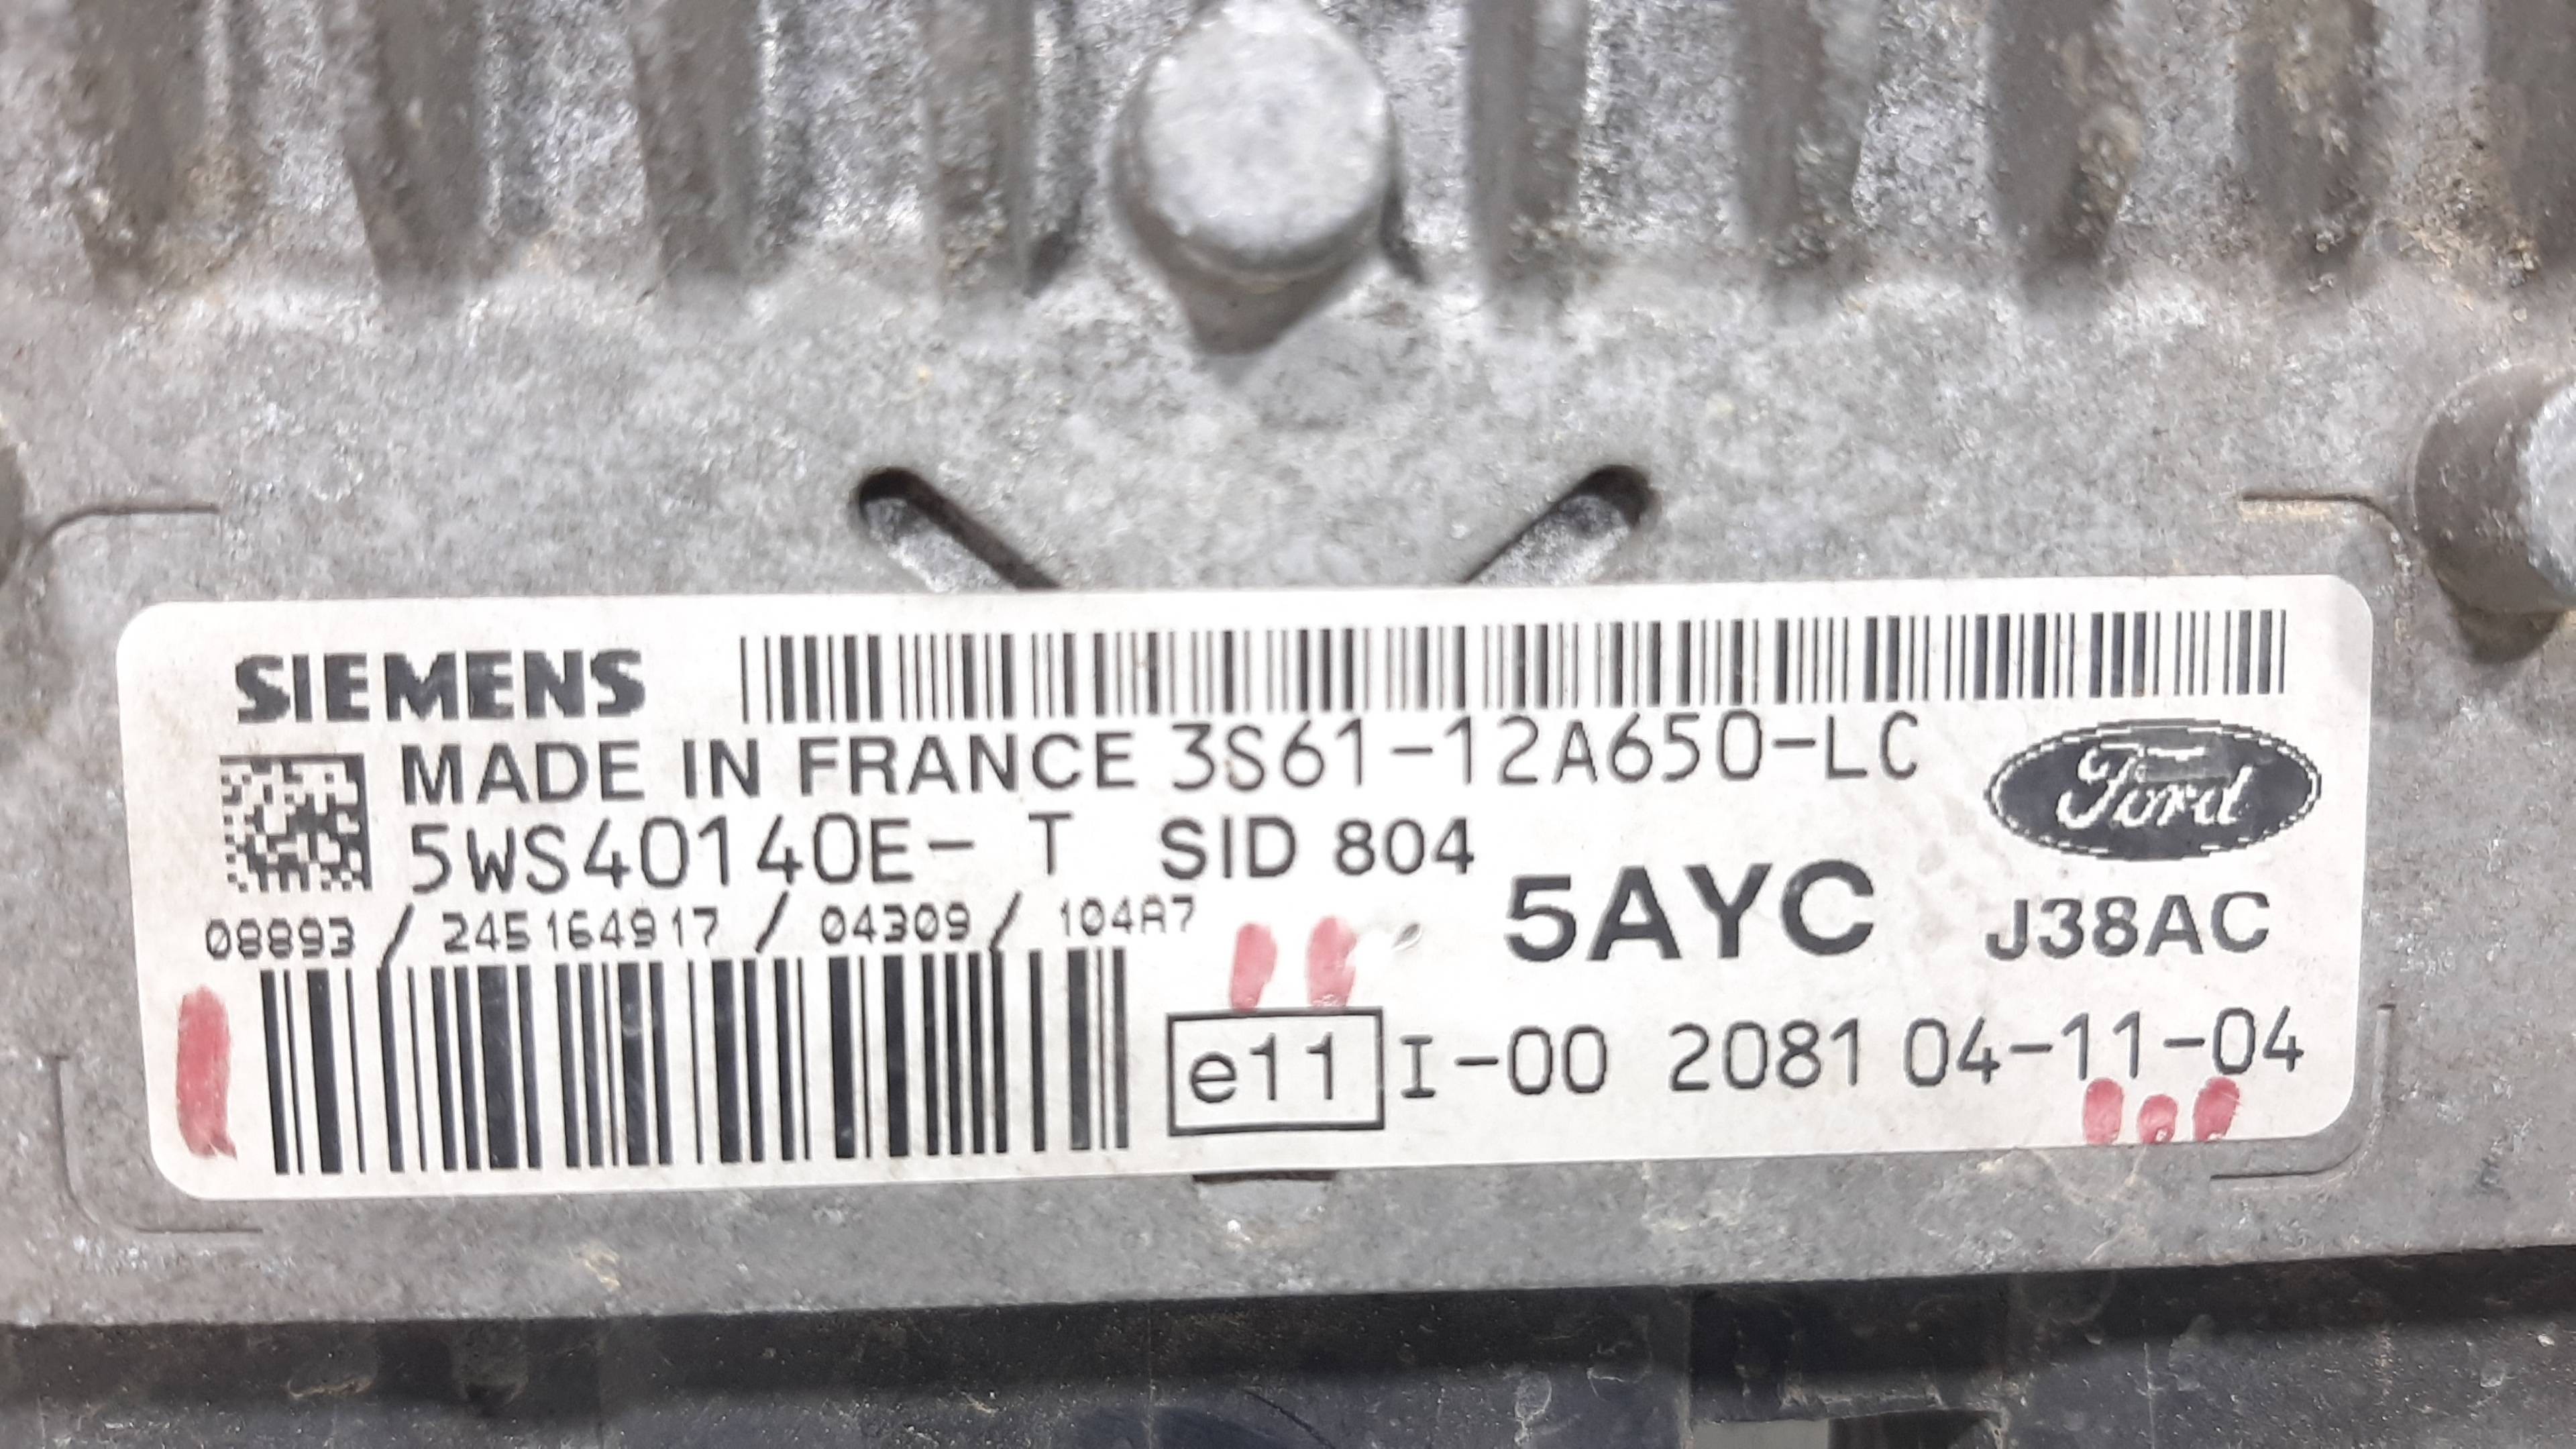 SIEMENS
MADE IN FRANCE 3S61-12A650-LC
Ford
5WS40140E- T SID 804
5AYC J38AC
08893 / 245164917 / 04309 / 104A7
e11 I-00 2081 04-11-04